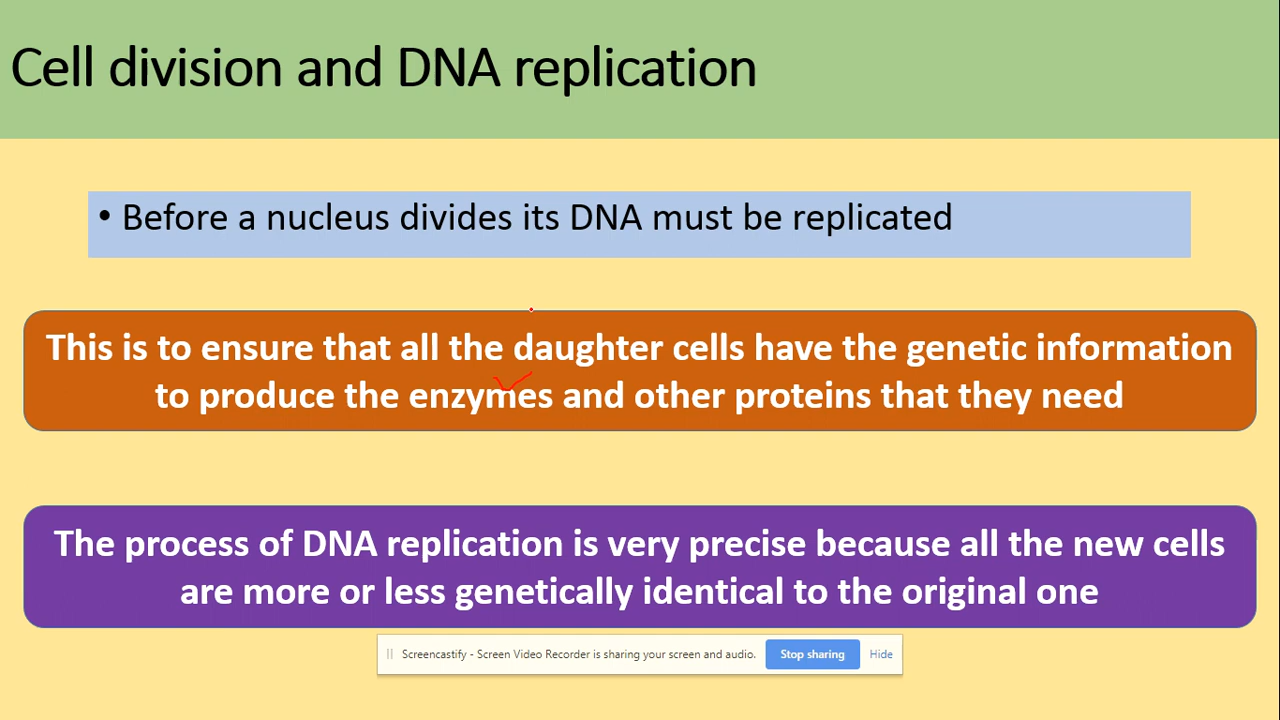 Cell division and DNA replication
• Before a nucleus divides its DNA must be replicated
This is to ensure that all the daughter cells have the genetic information
to produce the enzymes and other proteins that they need
The process of DNA replication is very precise because all the new cells
are more or less genetically identical to the original one
Screencastify - Screen Video Recorder is sharing your screen and audio. Stop sharing Hide